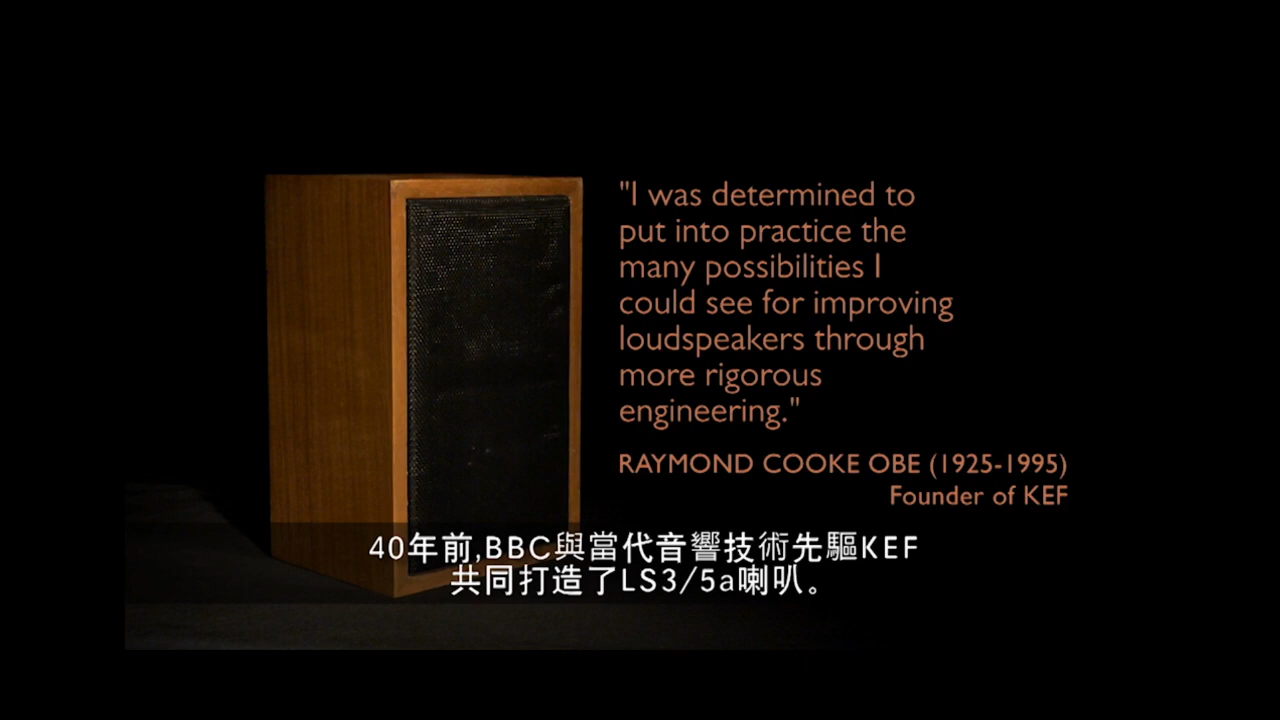 "I was determined to
put into practice the
many possibilities I
could see for improving
loudspeakers through
more rigorous
engineering."
RAYMOND COOKE OBE (1925-1995)
Founder of KEF
40年前,BBC與當代音響技術先驅KEF
共同打造了LS3/5a喇叭。